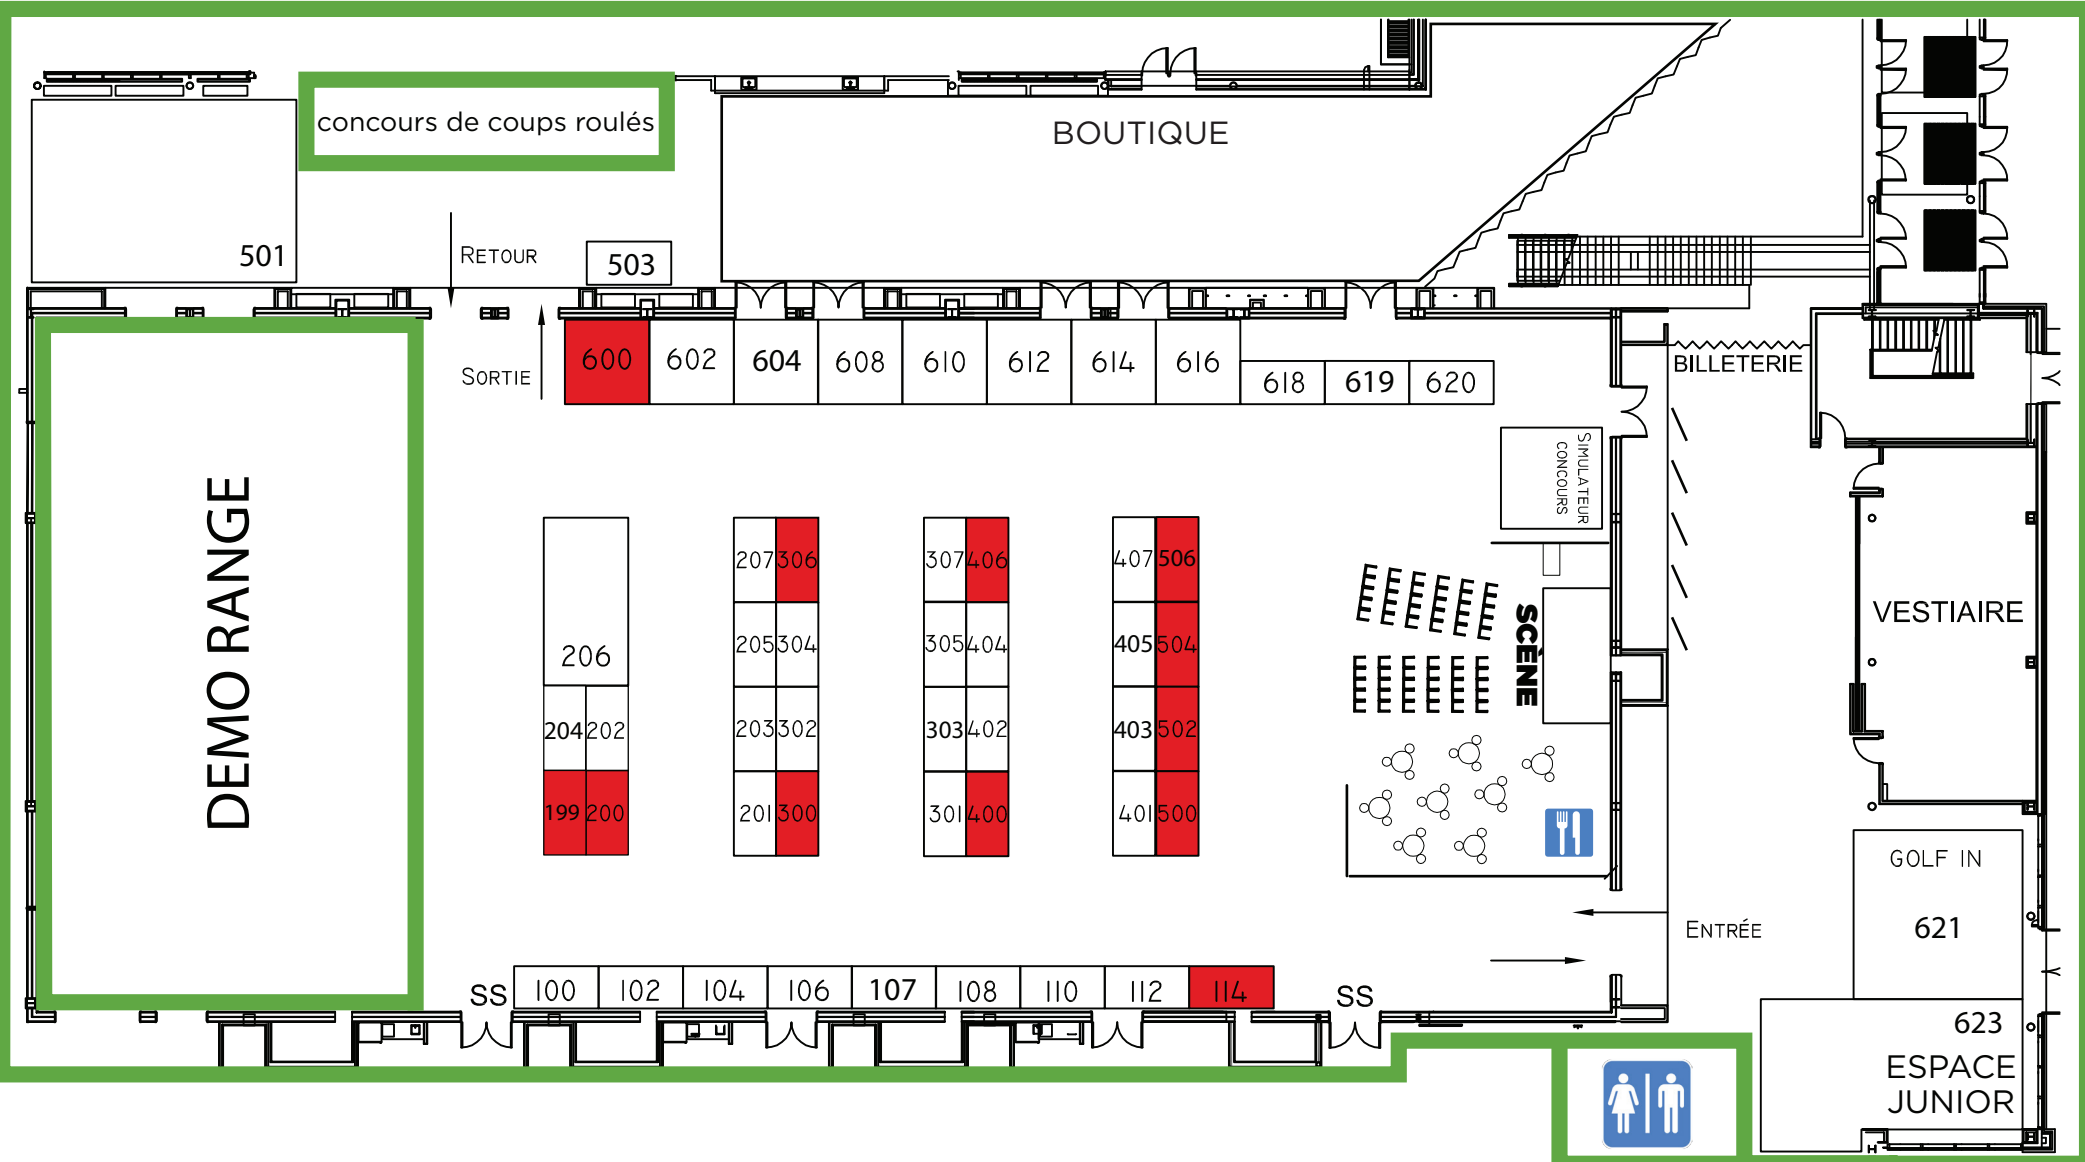 concours de coups roulés
BOUTIQUE
501
RETOUR
503
SORTIE
600 602 604 608 610 612 614 616 618 619 620
BILLETERIE
SIMULATEUR
CONCOURS
DEMO RANGE
207 306 307 406 407 506
206 205 304 305 404 405 504
204 202 203 302 303 402 403 502
199 200 201 300 301 400 401 500
SCÈNE
VESTIAIRE
GOLF IN
621
ENTRÉE
SS 100 102 104 106 107 108 110 112 114 SS
623
ESPACE
JUNIOR